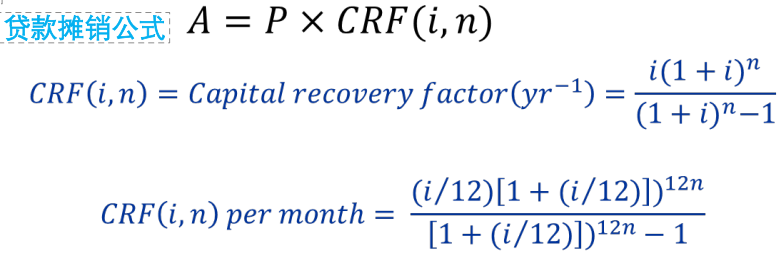 贷款摊销公式 A = P × CRF(i, n)
CRF(i, n) = Capital recovery factor(yr⁻¹) = i(1 + i)ⁿ / (1 + i)ⁿ−1
CRF(i, n) per month = (i/12)[1 + (i/12)])¹²ⁿ / [1 + (i/12)])¹²ⁿ − 1